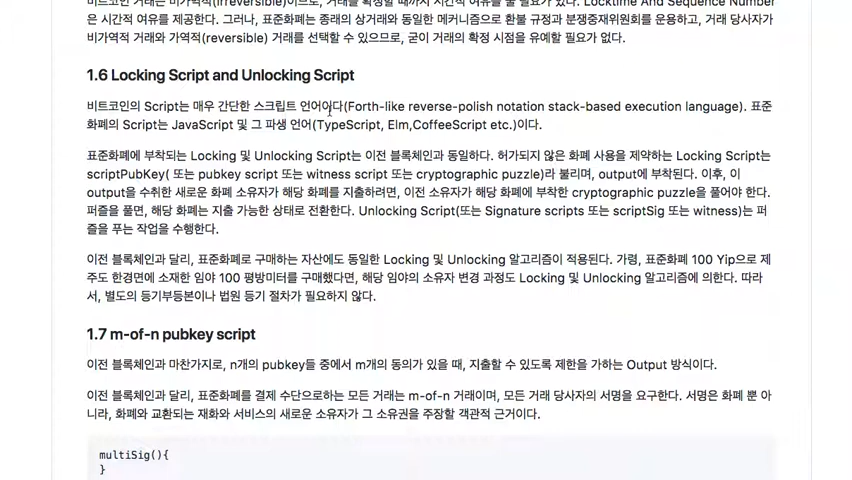 비트코인 거래는 비가역적(irreversible)이므로, 거래를 확정할 때까지 시간적 여유를 둘 필요가 있다. Locktime And Sequence Number
은 시간적 여유를 제공한다. 그러나, 표준화폐는 종래의 상거래와 동일한 메커니즘으로 환불 규정과 분쟁중재위원회를 운용하고, 거래 당사자가
비가역적 거래와 가역적(reversible) 거래를 선택할 수 있으므로, 굳이 거래의 확정 시점을 유예할 필요가 없다.
1.6 Locking Script and Unlocking Script
비트코인의 Script는 매우 간단한 스크립트 언어이다(Forth-like reverse-polish notation stack-based execution language). 표준
화폐의 Script는 JavaScript 및 그 파생 언어(TypeScript, Elm,CoffeeScript etc.)이다.
표준화폐에 부착되는 Locking 및 Unlocking Script는 이전 블록체인과 동일하다. 허가되지 않은 화폐 사용을 제약하는 Locking Script는
scriptPubKey( 또는 pubkey script 또는 witness script 또는 cryptographic puzzle)라 불리며, output에 부착된다. 이후, 이
output을 수취한 새로운 화폐 소유자가 해당 화폐를 지출하려면, 이전 소유자가 해당 화폐에 부착한 cryptographic puzzle을 풀어야 한다.
퍼즐을 풀면, 해당 화폐는 지출 가능한 상태로 전환한다. Unlocking Script(또는 Signature scripts 또는 scriptSig 또는 witness)는 퍼
즐을 푸는 작업을 수행한다.
이전 블록체인과 달리, 표준화폐로 구매하는 자산에도 동일한 Locking 및 Unlocking 알고리즘이 적용된다. 가령, 표준화폐 100 Yip으로 제
주도 한경면에 소재한 임야 100 평방미터를 구매했다면, 해당 임야의 소유자 변경 과정도 Locking 및 Unlocking 알고리즘에 의한다. 따라
서, 별도의 등기부등본이나 법원 등기 절차가 필요하지 않다.
1.7 m-of-n pubkey script
이전 블록체인과 마찬가지로, n개의 pubkey들 중에서 m개의 동의가 있을 때, 지출할 수 있도록 제한을 가하는 Output 방식이다.
이전 블록체인과 달리, 표준화폐를 결제 수단으로하는 모든 거래는 m-of-n 거래이며, 모든 거래 당사자의 서명을 요구한다. 서명은 화폐 뿐 아
니라, 화폐와 교환되는 재화와 서비스의 새로운 소유자가 그 소유권을 주장할 객관적 근거이다.
multiSig(){
}